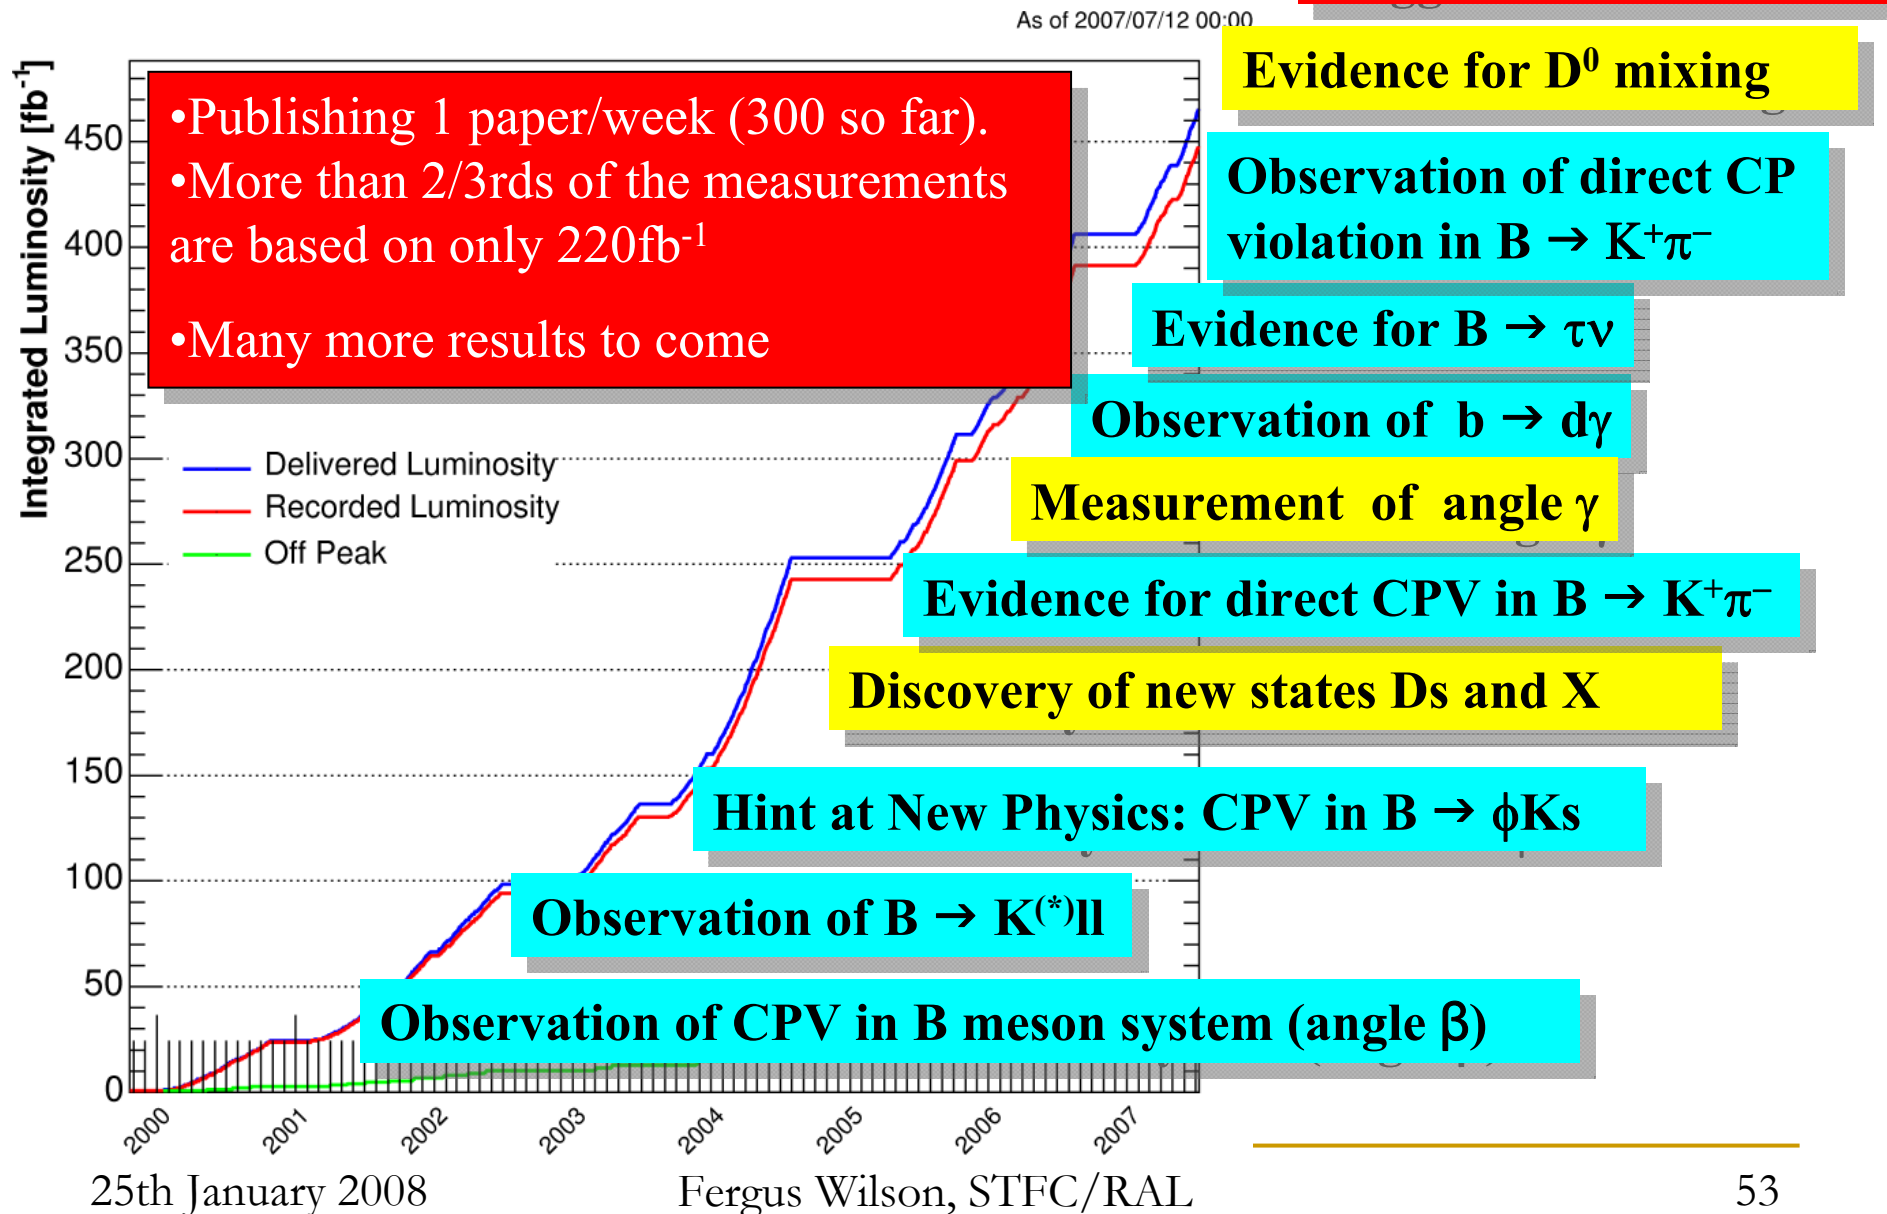 As of 2007/07/12 00:00
Integrated Luminosity [fb⁻¹]
450
400
350
300
250
200
150
100
50
0
•Publishing 1 paper/week (300 so far).
•More than 2/3rds of the measurements
are based on only 220fb⁻¹
•Many more results to come
Delivered Luminosity
Recorded Luminosity
Off Peak
Evidence for D⁰ mixing
Observation of direct CP
violation in B → K⁺π⁻
Evidence for B → τν
Observation of b → dγ
Measurement of angle γ
Evidence for direct CPV in B → K⁺π⁻
Discovery of new states Ds and X
Hint at New Physics: CPV in B → ϕKs
Observation of B → K⁽*⁾ll
Observation of CPV in B meson system (angle β)
2000 2001 2002 2003 2004 2005 2006 2007
25th January 2008 Fergus Wilson, STFC/RAL 53